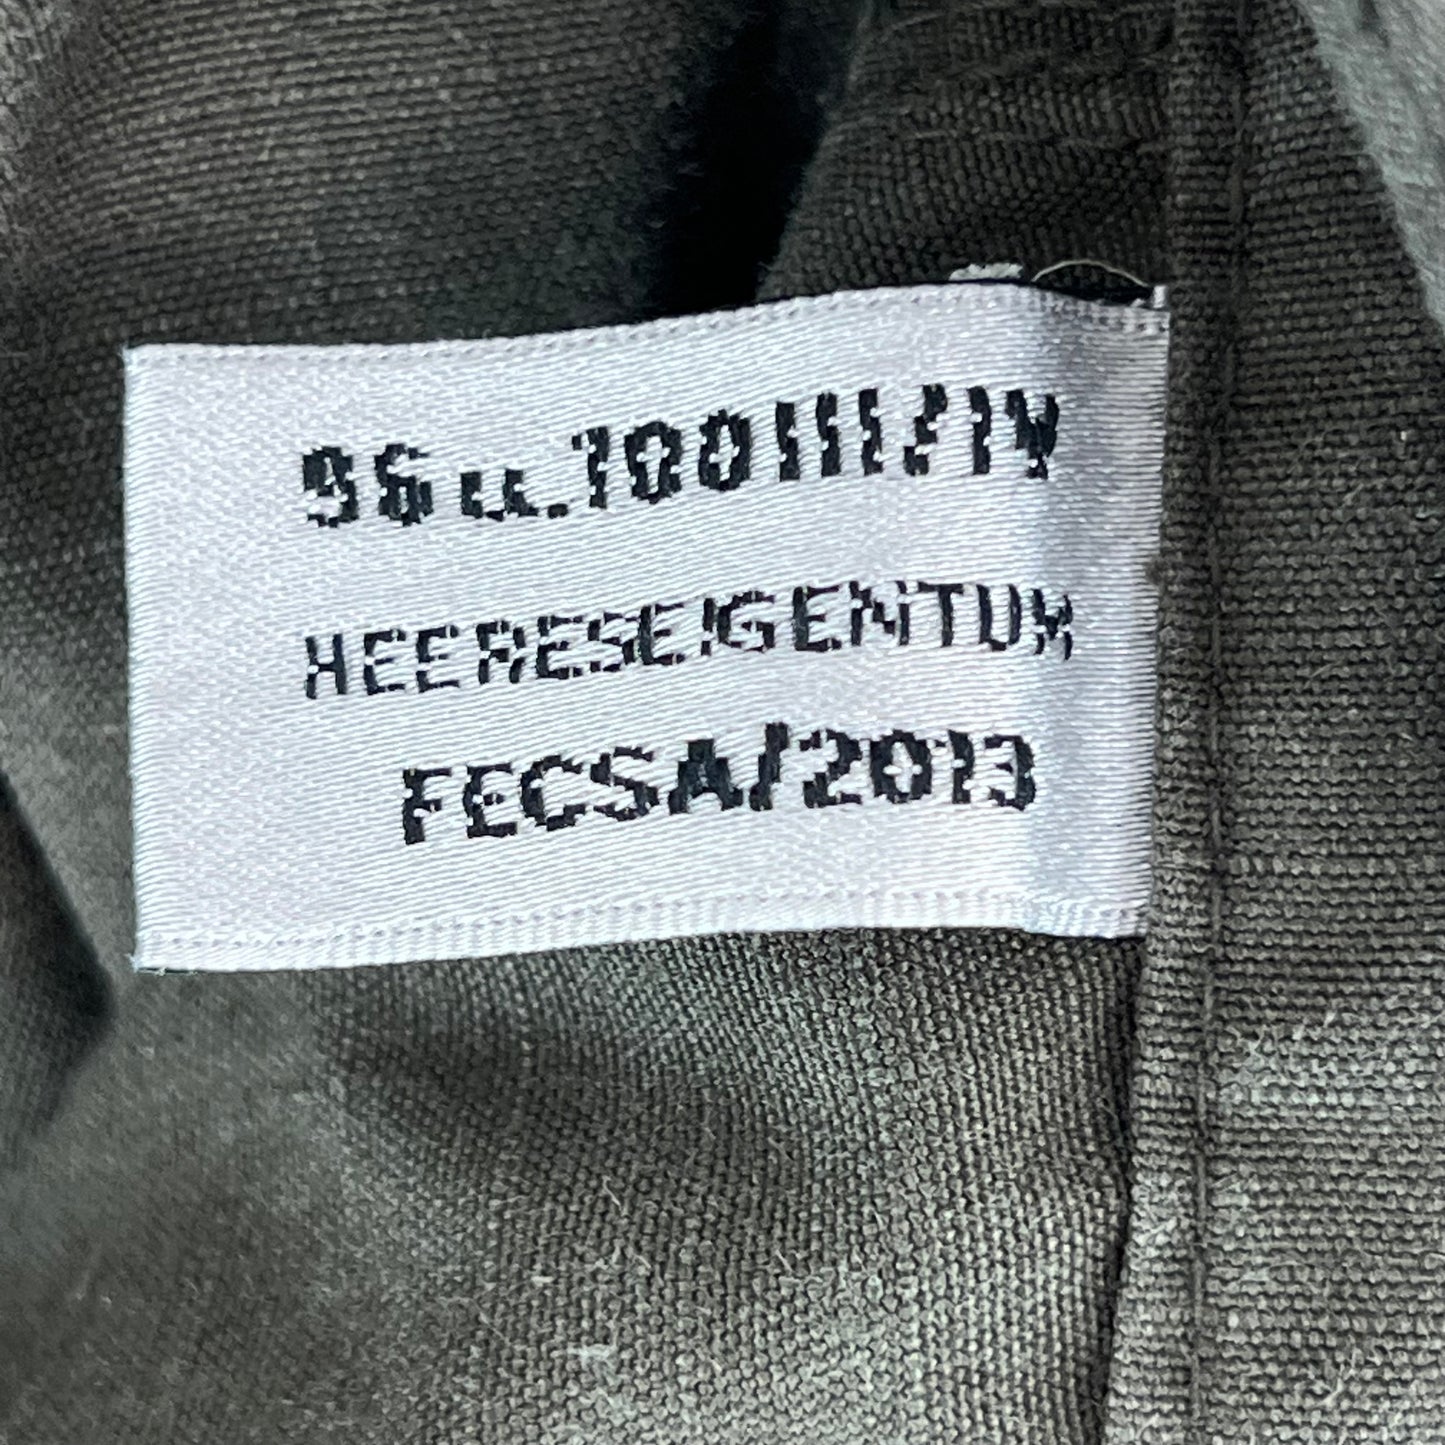 96 u. 100 III/IV
HEERESEIGENTUM
FECSA/2013